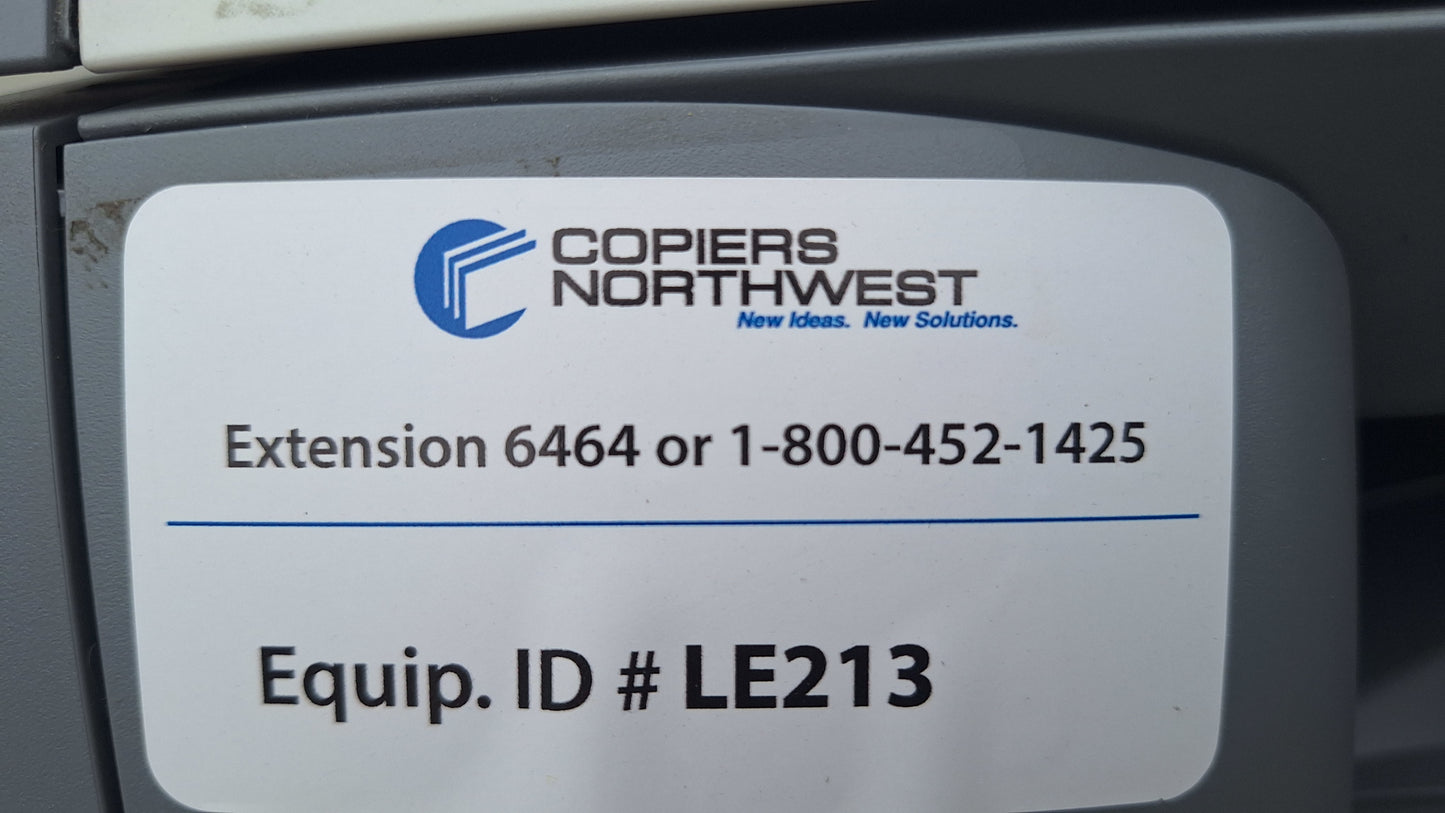 COPIERS
NORTHWEST
New Ideas. New Solutions.
Extension 6464 or 1-800-452-1425
Equip. ID # LE213